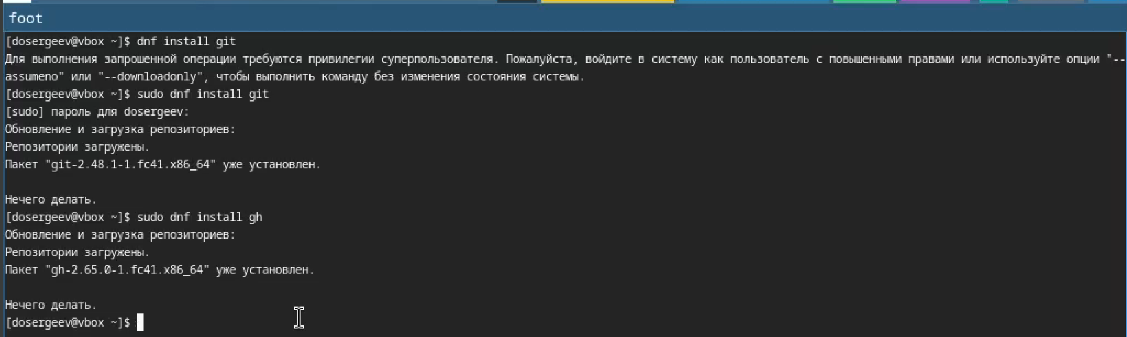 foot
[dosergeev@vbox ~]$ dnf install git
Для выполнения запрошенной операции требуются привилегии суперпользователя. Пожалуйста, войдите в систему как пользователь с повышенными правами или используйте опции "--
assumeno" или "--downloadonly", чтобы выполнить команду без изменения состояния системы.
[dosergeev@vbox ~]$ sudo dnf install git
[sudo] пароль для dosergeev:
Обновление и загрузка репозиториев:
Репозитории загружены.
Пакет "git-2.48.1-1.fc41.x86_64" уже установлен.
Нечего делать.
[dosergeev@vbox ~]$ sudo dnf install gh
Обновление и загрузка репозиториев:
Репозитории загружены.
Пакет "gh-2.65.0-1.fc41.x86_64" уже установлен.
Нечего делать.
[dosergeev@vbox ~]$